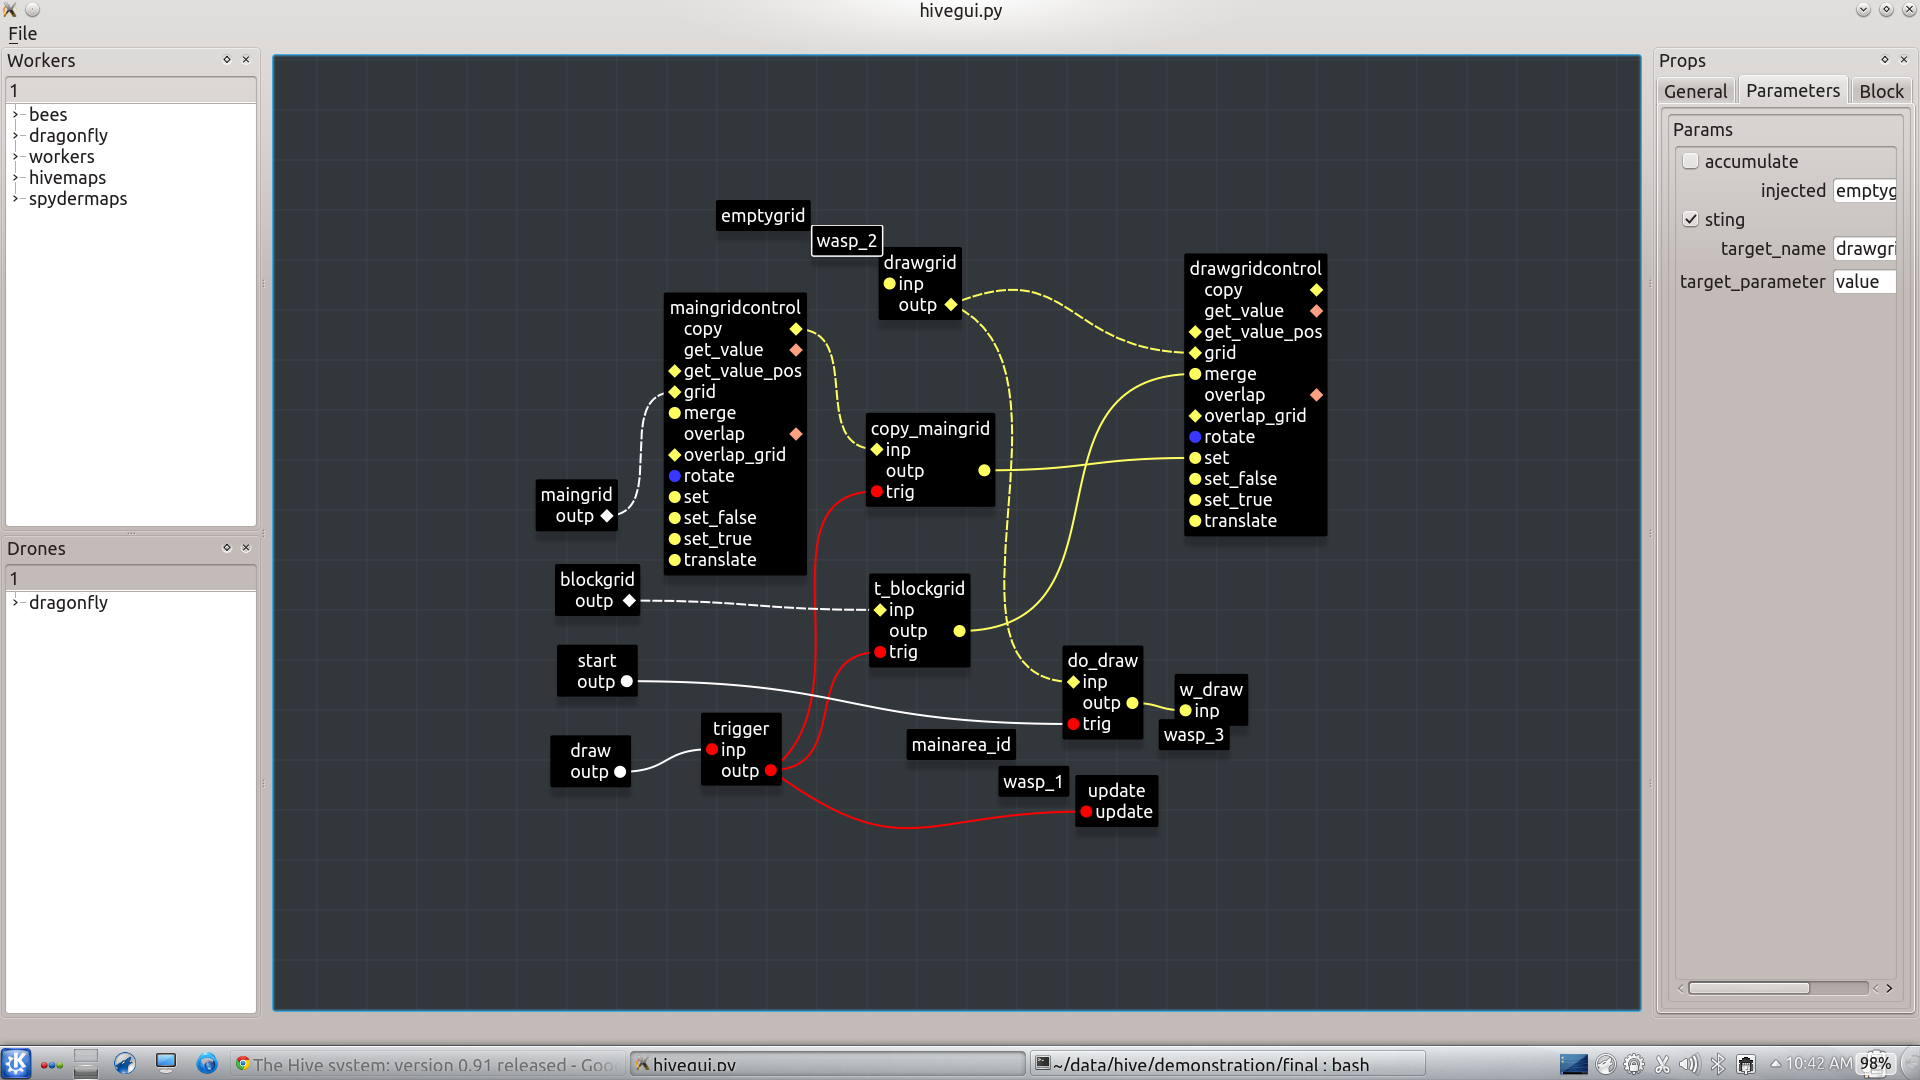 hivegui.py
File
Workers
1
bees
dragonfly
workers
hivemaps
spydermaps
Drones
1
dragonfly
emptygrid
wasp_2
drawgrid
inp
outp
maingridcontrol
copy
get_value
get_value_pos
grid
merge
overlap
overlap_grid
rotate
set
set_false
set_true
translate
maingrid
outp
blockgrid
outp
start
outp
draw
outp
trigger
inp
outp
copy_maingrid
inp
outp
trig
t_blockgrid
inp
outp
trig
drawgridcontrol
copy
get_value
get_value_pos
grid
merge
overlap
overlap_grid
rotate
set
set_false
set_true
translate
do_draw
inp
outp
trig
w_draw
inp
wasp_3
mainarea_id
wasp_1
update
update
Props
General Parameters Block
Params
accumulate
injected emptyg
sting
target_name drawgri
target_parameter value
The Hive system: version 0.91 released - Goo
hivegui.py
~/data/hive/demonstration/final : bash
10:42 AM
98%